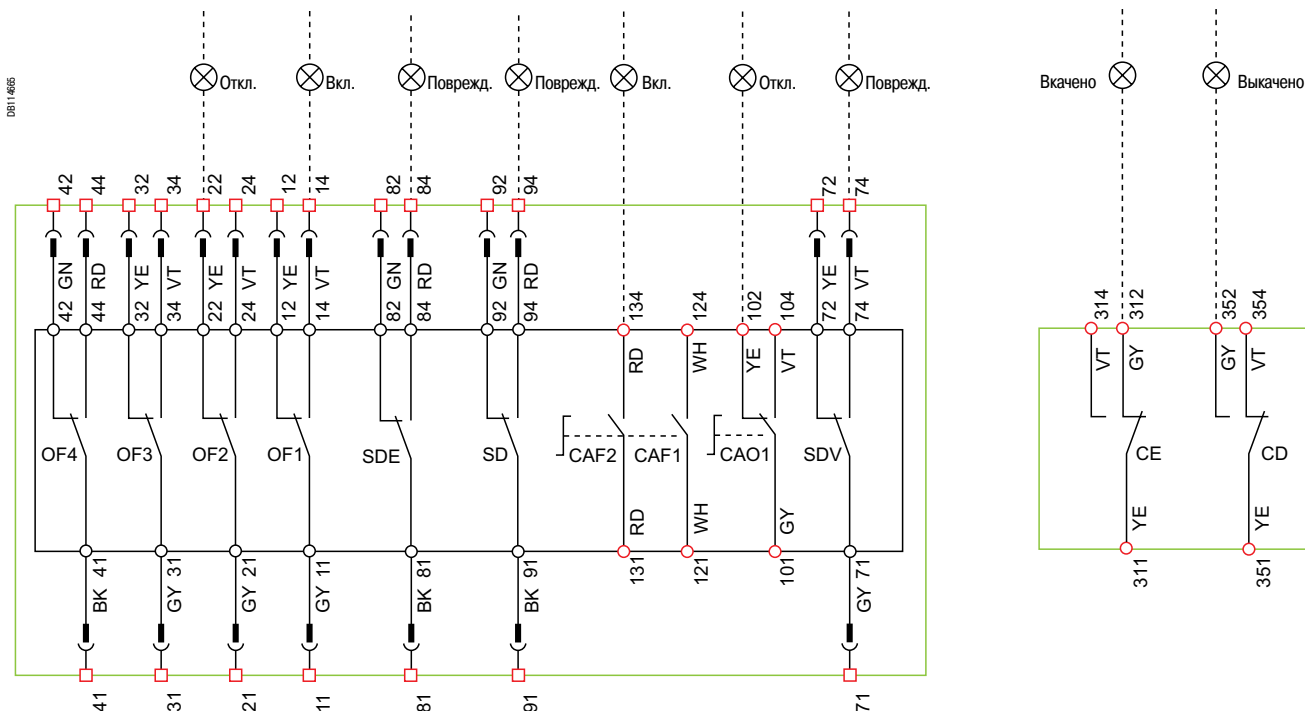 DB114665
Откл.
Вкл.
Поврежд.
Поврежд.
Вкл.
Откл.
Поврежд.
Вкачено
Выкачено
42 44 32 34 22 24 12 14 82 84 92 94 72 74
GN RD YE VT YE VT YE VT GN RD GN RD YE VT
42 44 32 34 22 24 12 14 82 84 92 94 134 124 102 104 72 74 314 312 352 354
RD WH YE VT VT GY GY VT
OF4 OF3 OF2 OF1 SDE SD CAF2 CAF1 CAO1 SDV CE CD
RD WH GY YE YE
41 31 21 11 81 91 131 121 101 71 311 351
BK GY GY GY BK BK GY
41 31 21 11 81 91 71